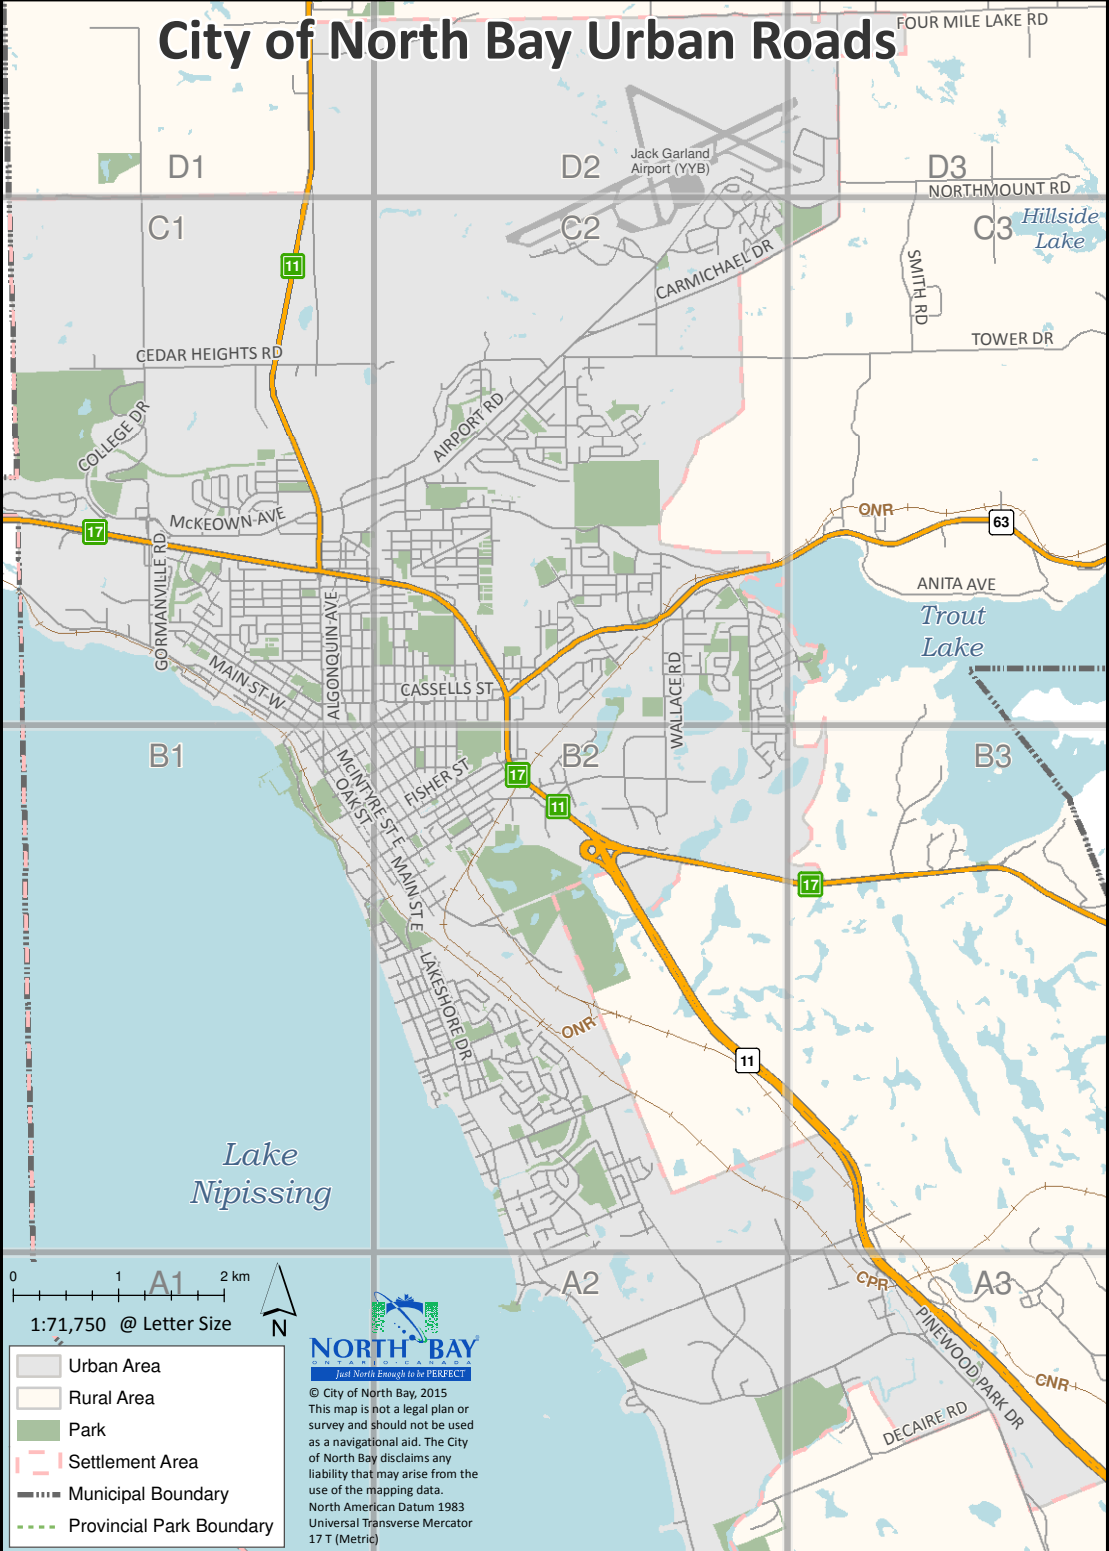 City of North Bay Urban Roads
FOUR MILE LAKE RD
D1
D2
Jack Garland
Airport (YYB)
D3
NORTHMOUNT RD
C1
C2
C3
Hillside
Lake
11
CARMICHAEL DR
SMITH RD
TOWER DR
CEDAR HEIGHTS RD
COLLEGE DR
AIRPORT RD
McKEOWN AVE
17
ONR
63
GORMANVILLE RD
ANITA AVE
ALGONQUIN AVE
Trout
Lake
MAIN ST W
CASSELLS ST
WALLACE RD
B1
B2
B3
McINTYRE ST E
OAK ST
FISHER ST
17
11
17
MAIN ST E
LAKESHORE DR
ONR
11
Lake
Nipissing
0 1 2 km
A1
A2
A3
CPR
1:71,750 @ Letter Size
N
NORTH BAY
ONTARIO · CANADA
Just North Enough to be PERFECT
PINEWOOD PARK DR
CNR
DECAIRE RD
Urban Area
Rural Area
Park
Settlement Area
Municipal Boundary
Provincial Park Boundary
© City of North Bay, 2015
This map is not a legal plan or
survey and should not be used
as a navigational aid. The City
of North Bay disclaims any
liability that may arise from the
use of the mapping data.
North American Datum 1983
Universal Transverse Mercator
17 T (Metric)